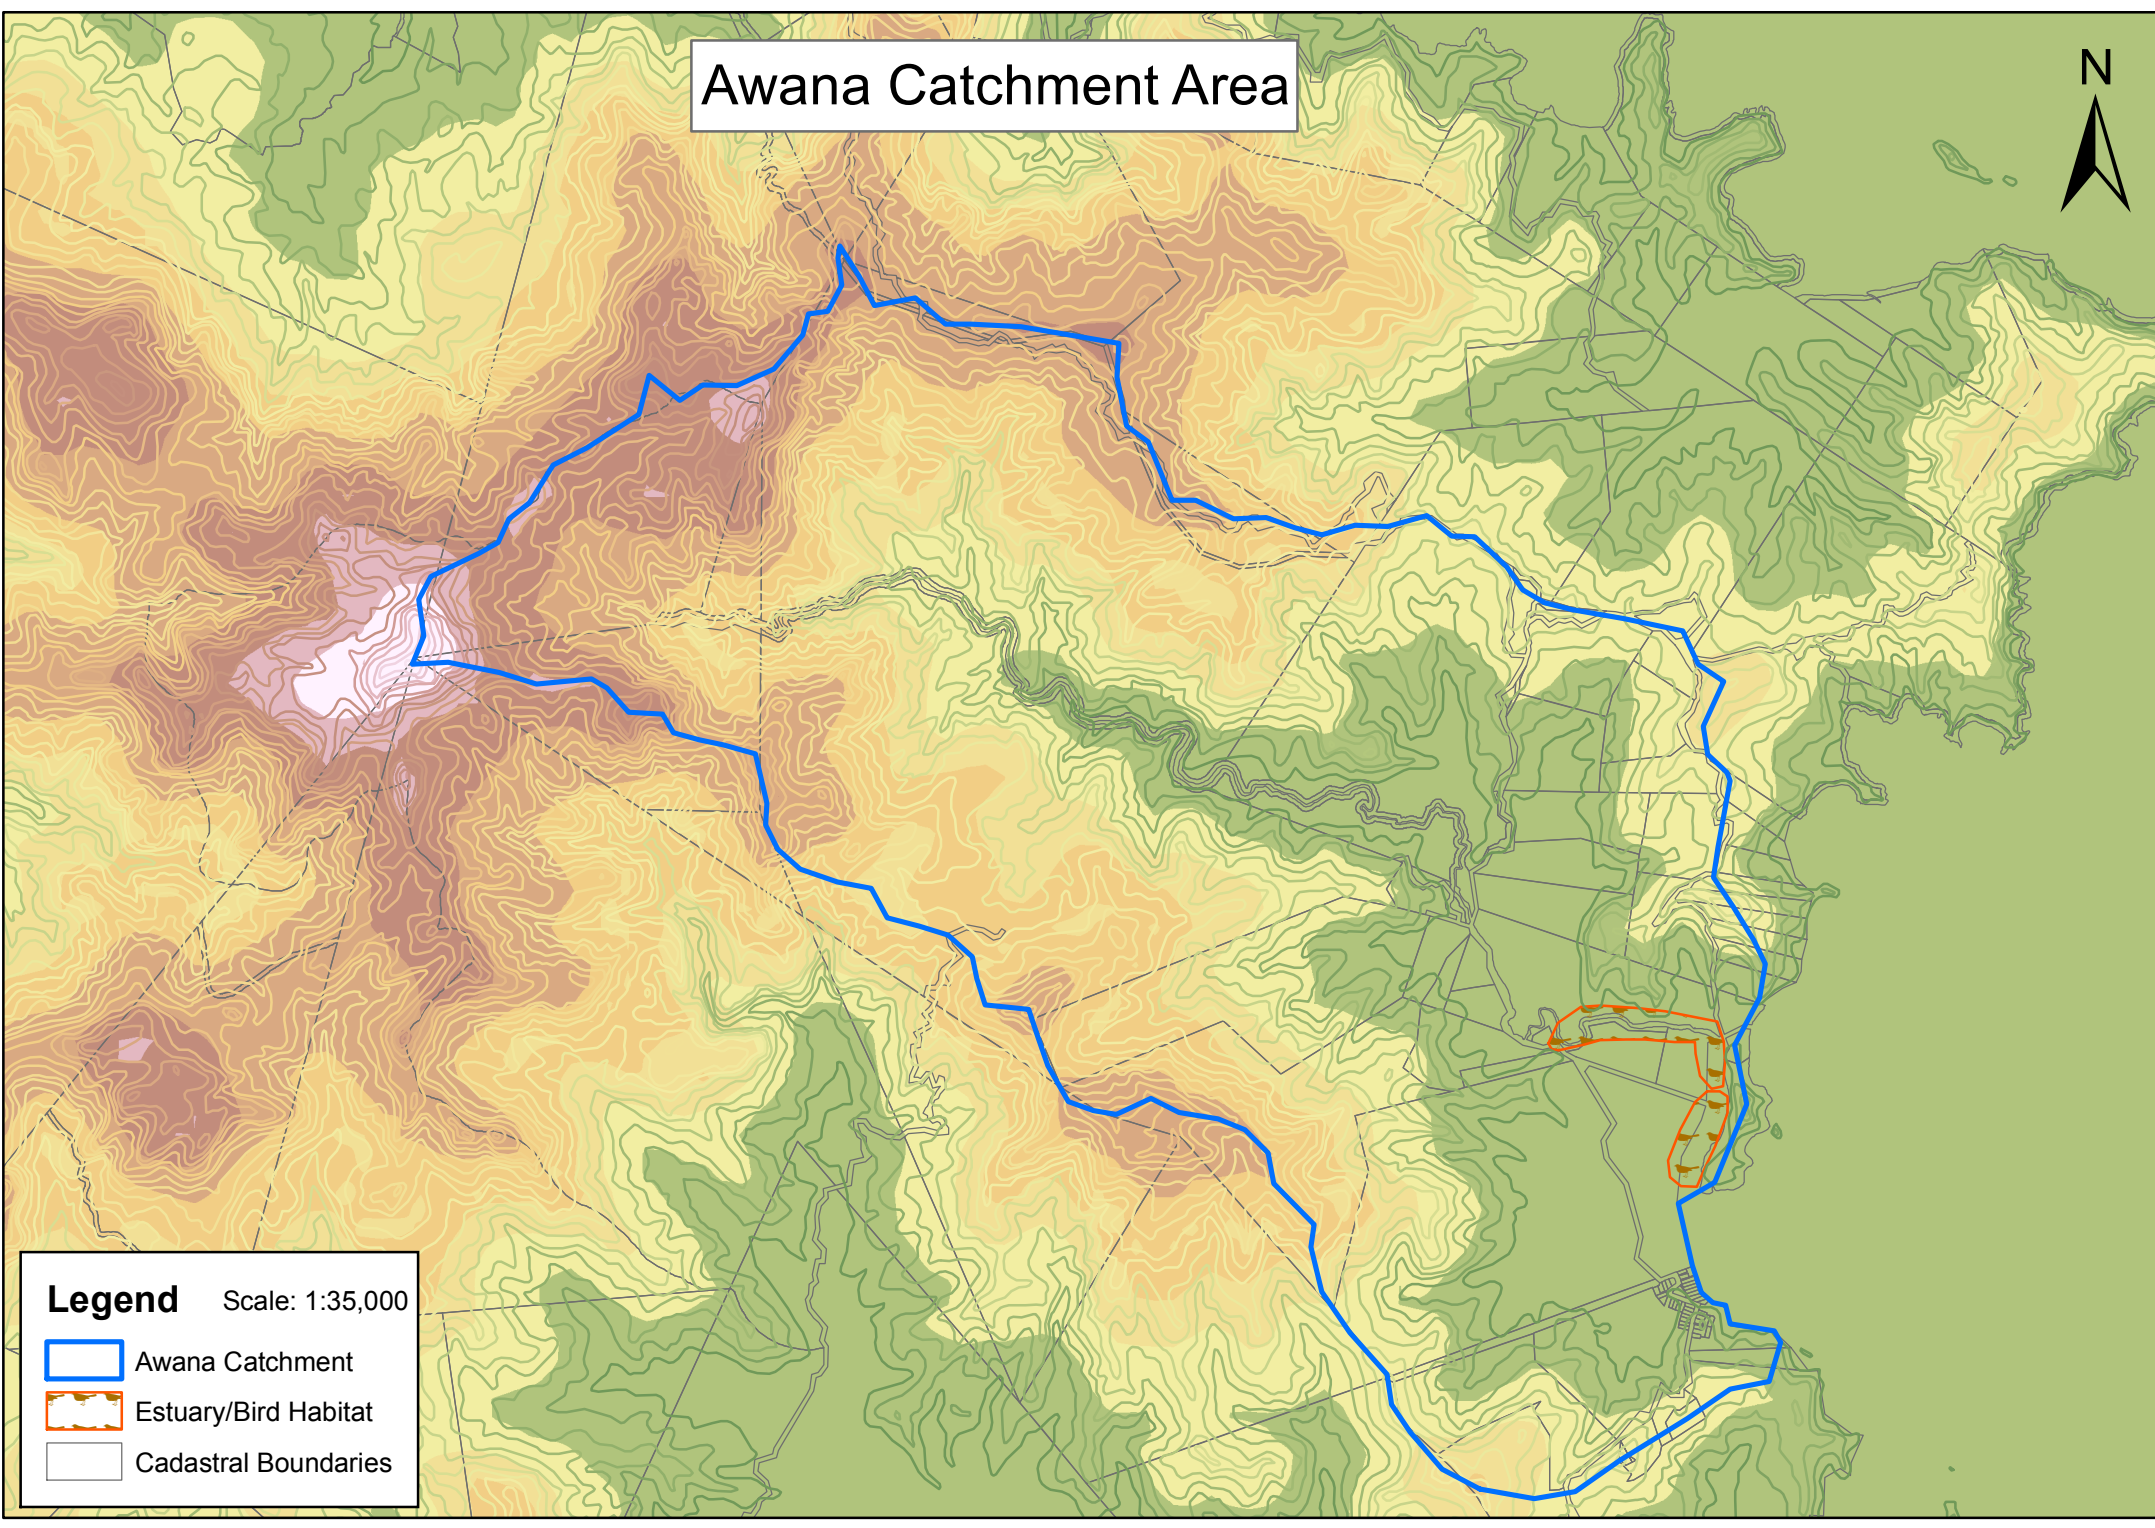 Awana Catchment Area
N
Legend
Scale: 1:35,000
Awana Catchment
Estuary/Bird Habitat
Cadastral Boundaries